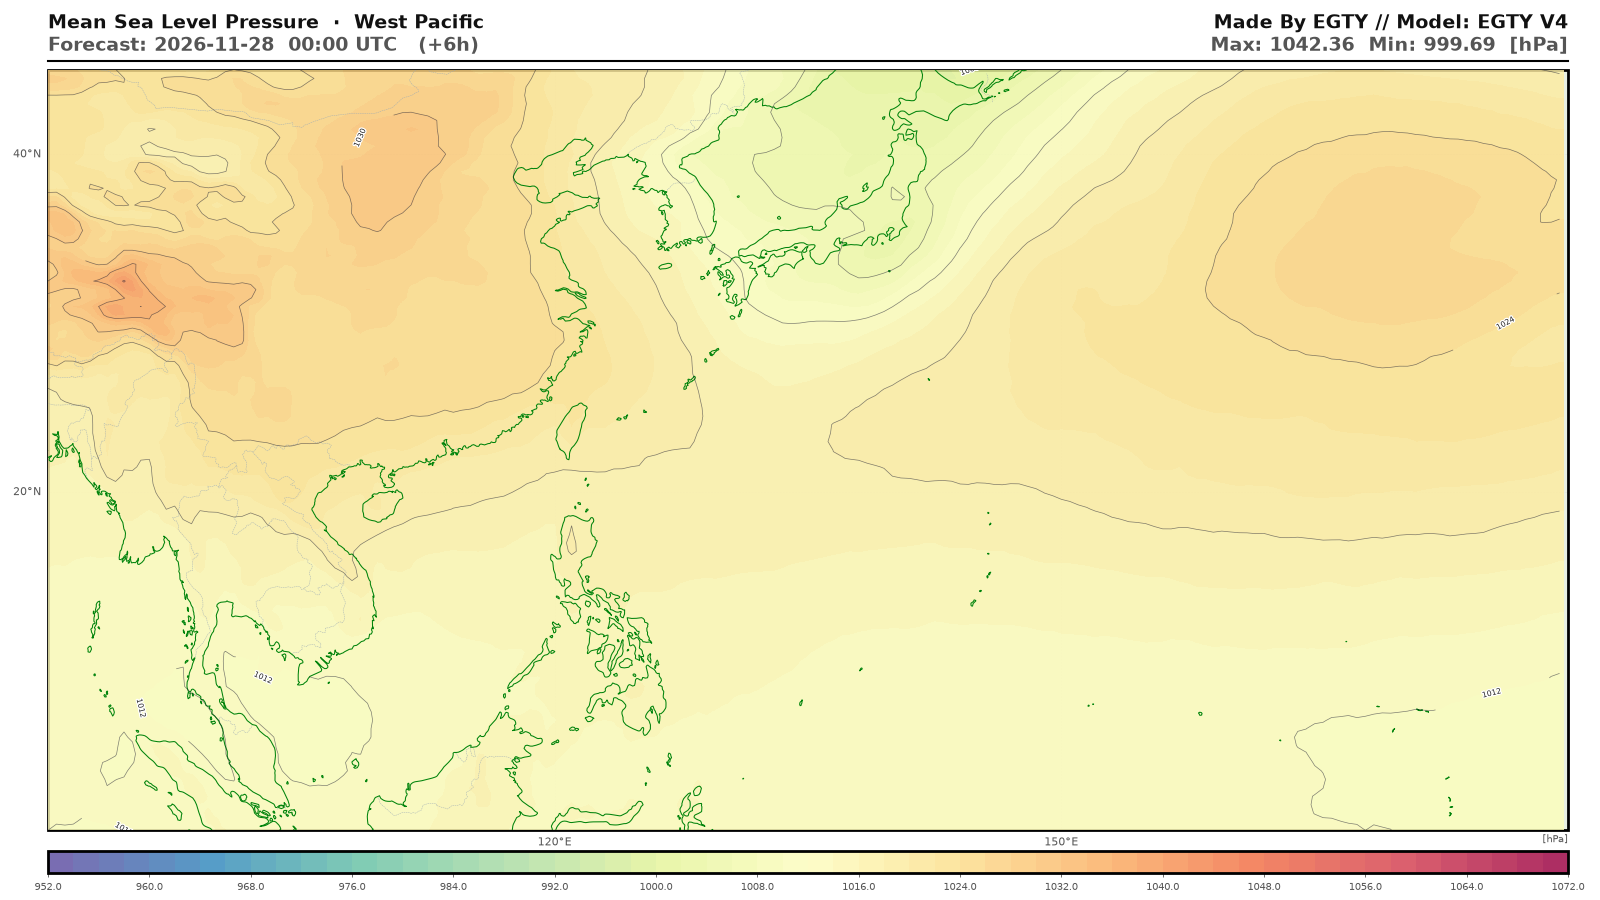 Mean Sea Level Pressure · West Pacific
Made By EGTY // Model: EGTY V4
Forecast: 2026-11-28 00:00 UTC (+6h)
Max: 1042.36 Min: 999.69 [hPa]
1030
40°N
1024
20°N
1012
1012
1012
120°E
150°E
[hPa]
952.0 960.0 968.0 976.0 984.0 992.0 1000.0 1008.0 1016.0 1024.0 1032.0 1040.0 1048.0 1056.0 1064.0 1072.0